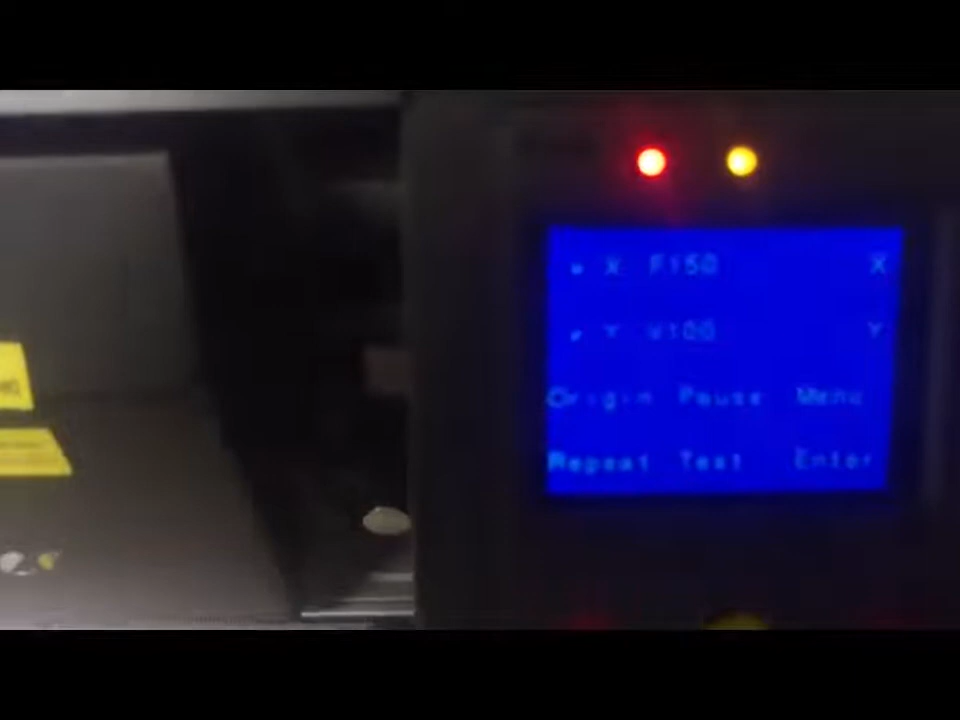 X F150 X
Y V100 Y
Origin Pause Menu
Repeat Test Enter